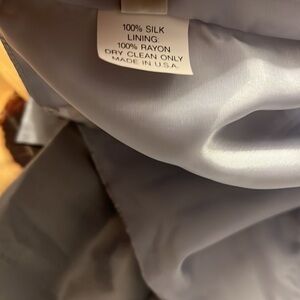 100% SILK
LINING:
100% RAYON
DRY CLEAN ONLY
MADE IN U.S.A.